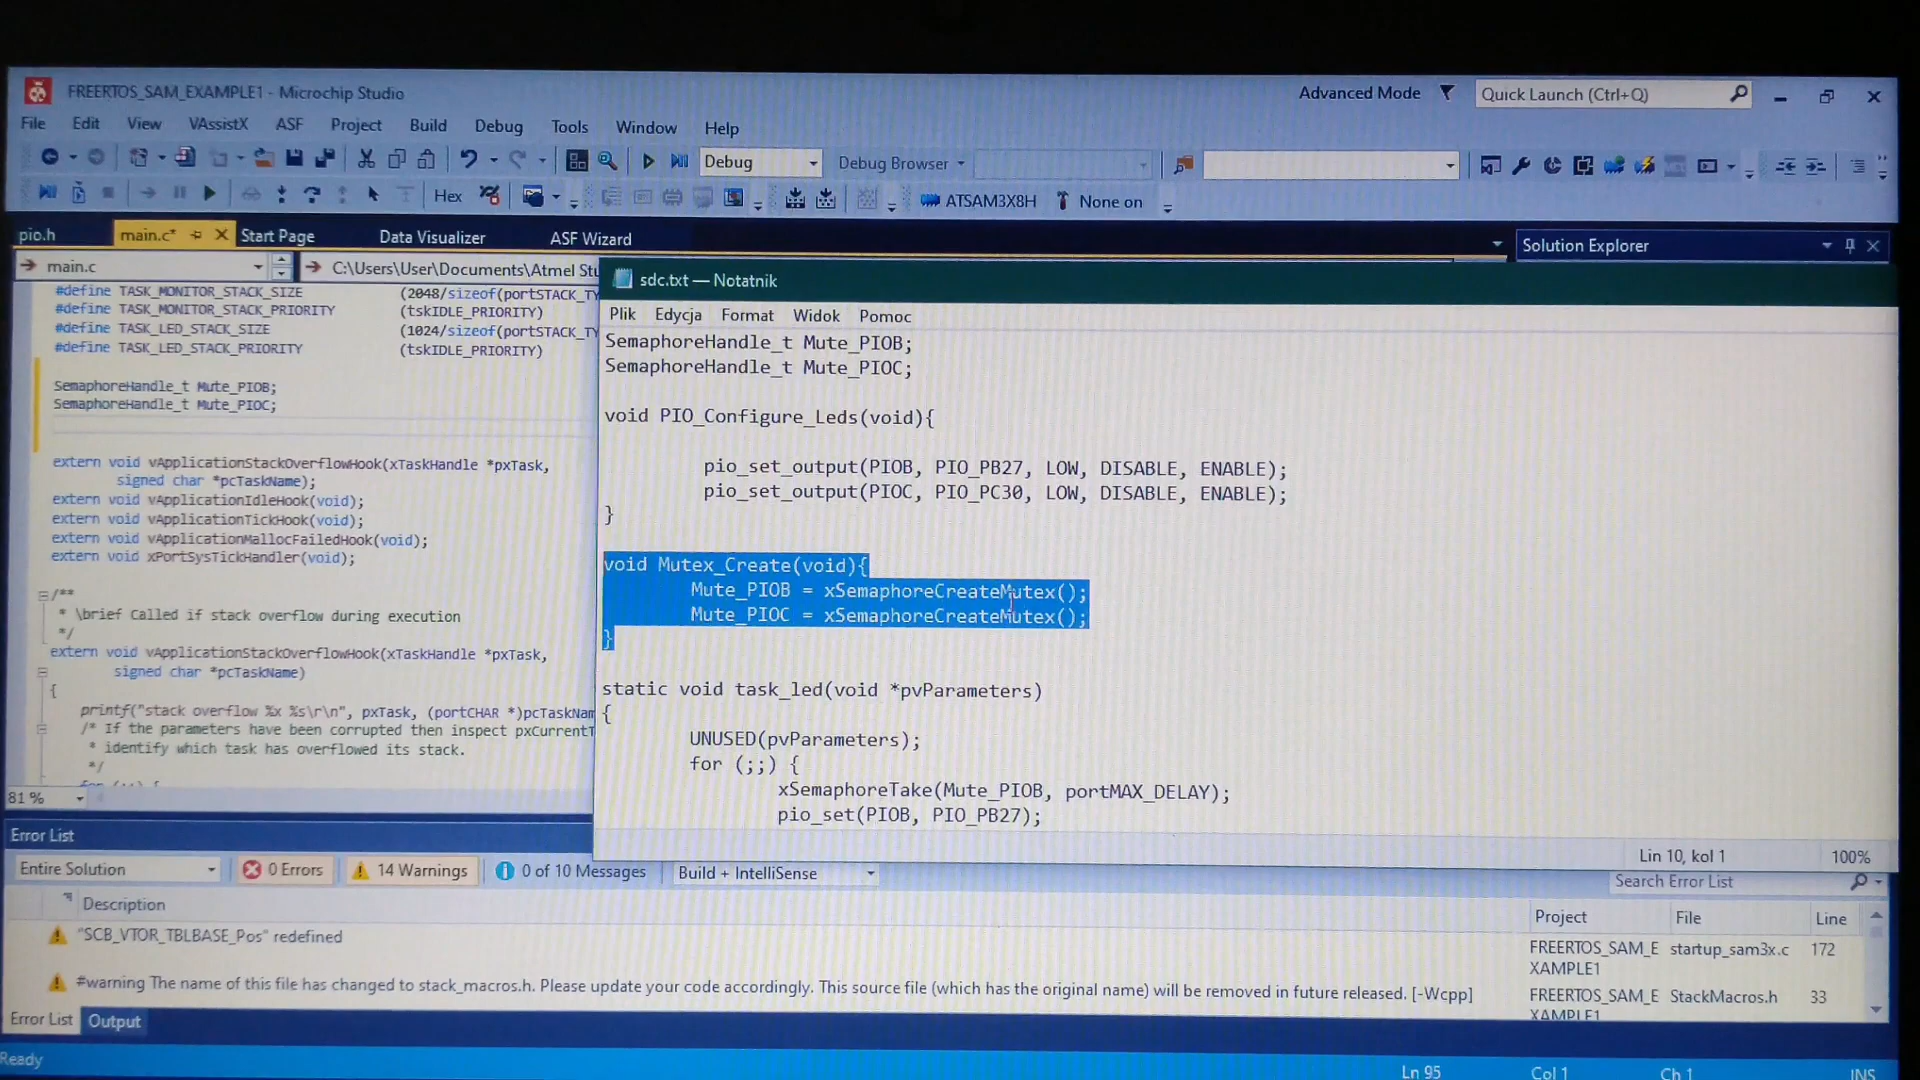 FREERTOS_SAM_EXAMPLE1 - Microchip Studio
Advanced Mode
Quick Launch (Ctrl+Q)
File Edit View VAssistX ASF Project Build Debug Tools Window Help
Debug
Debug Browser
Hex
ATSAM3X8H
None on
pio.h
main.c*
Start Page
Data Visualizer
ASF Wizard
Solution Explorer
main.c
C:\Users\User\Documents\Atmel Stu
#define TASK_MONITOR_STACK_SIZE (2048/sizeof(portSTACK_TY
#define TASK_MONITOR_STACK_PRIORITY (tskIDLE_PRIORITY)
#define TASK_LED_STACK_SIZE (1024/sizeof(portSTACK_TY
#define TASK_LED_STACK_PRIORITY (tskIDLE_PRIORITY)
SemaphoreHandle_t Mute_PIOB;
SemaphoreHandle_t Mute_PIOC;
extern void vApplicationStackOverflowHook(xTaskHandle *pxTask,
signed char *pcTaskName);
extern void vApplicationIdleHook(void);
extern void vApplicationTickHook(void);
extern void vApplicationMallocFailedHook(void);
extern void xPortSysTickHandler(void);
/**
* \brief Called if stack overflow during execution
*/
extern void vApplicationStackOverflowHook(xTaskHandle *pxTask,
signed char *pcTaskName)
{
printf("stack overflow %x %s\r\n", pxTask, (portCHAR *)pcTaskNam
/* If the parameters have been corrupted then inspect pxCurrentT
* identify which task has overflowed its stack.
*/
for (;;) {
81 %
sdc.txt — Notatnik
Plik Edycja Format Widok Pomoc
SemaphoreHandle_t Mute_PIOB;
SemaphoreHandle_t Mute_PIOC;
void PIO_Configure_Leds(void){
pio_set_output(PIOB, PIO_PB27, LOW, DISABLE, ENABLE);
pio_set_output(PIOC, PIO_PC30, LOW, DISABLE, ENABLE);
}
void Mutex_Create(void){
Mute_PIOB = xSemaphoreCreateMutex();
Mute_PIOC = xSemaphoreCreateMutex();
}
static void task_led(void *pvParameters)
{
UNUSED(pvParameters);
for (;;) {
xSemaphoreTake(Mute_PIOB, portMAX_DELAY);
pio_set(PIOB, PIO_PB27);
Lin 10, kol 1
100%
Error List
Entire Solution
0 Errors
14 Warnings
0 of 10 Messages
Build + IntelliSense
Search Error List
Description Project File Line
"SCB_VTOR_TBLBASE_Pos" redefined FREERTOS_SAM_E startup_sam3x.c 172
XAMPLE1
#warning The name of this file has changed to stack_macros.h. Please update your code accordingly. This source file (which has the original name) will be removed in future released. [-Wcpp] FREERTOS_SAM_E StackMacros.h 33
XAMPLE1
Error List Output
Ready
Ln 95 Col 1 Ch 1 INS